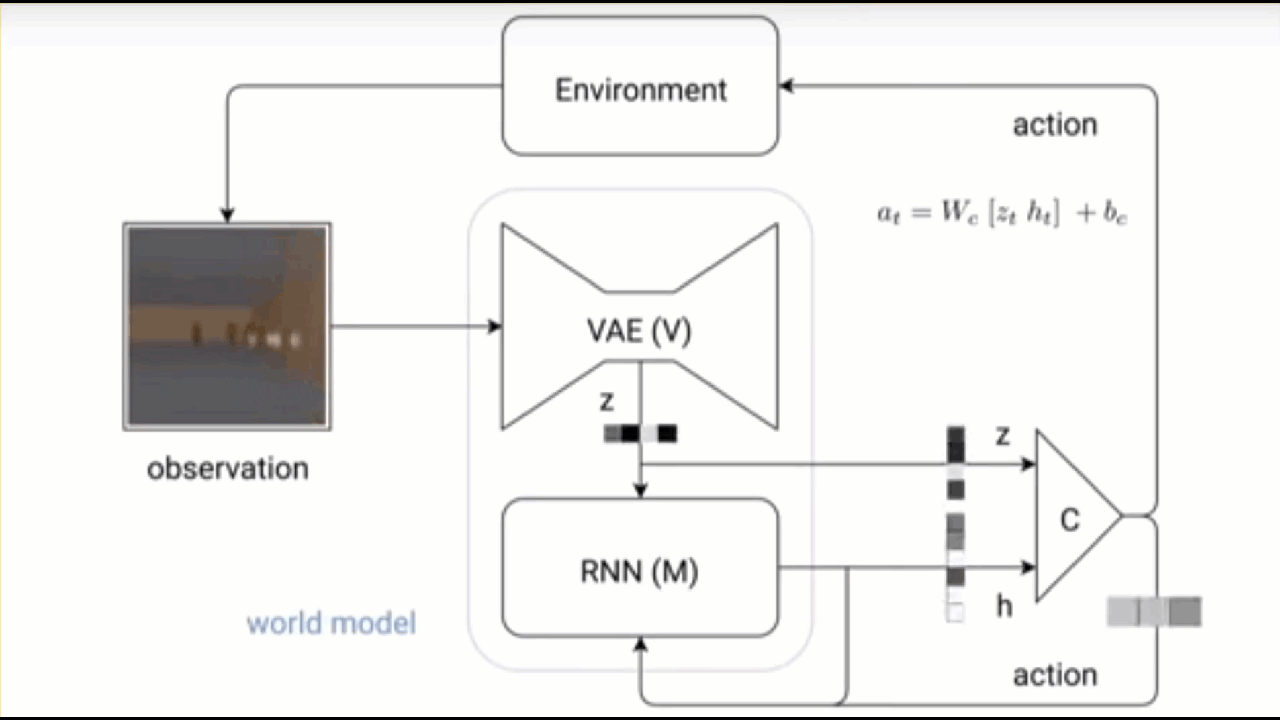 Environment
action
a_t = W_c [z_t h_t] + b_c
VAE (V)
z
z
observation
C
RNN (M)
h
world model
action